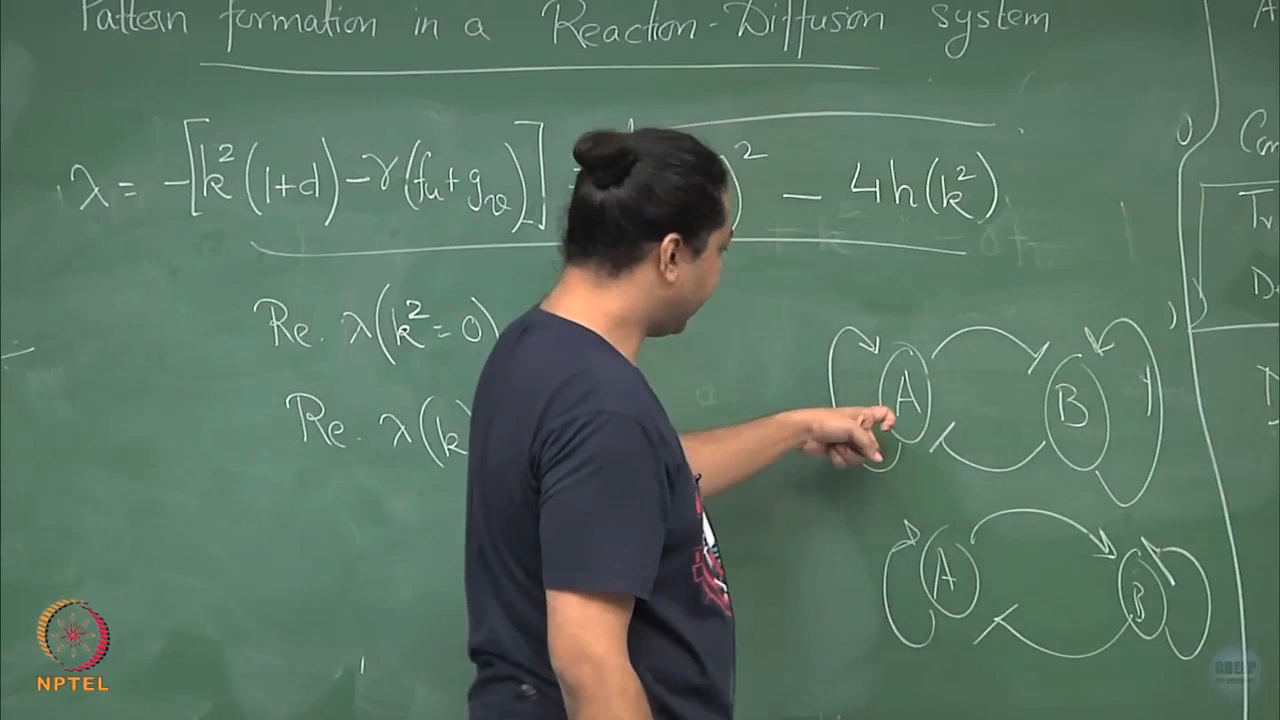 Pattern formation in a Reaction-Diffusion system
λ = -[k²(1+d) - γ(fu + gv)] )² - 4h(k²)
Re. λ(k² = 0)
Re. λ(k
A B
A B
NPTEL